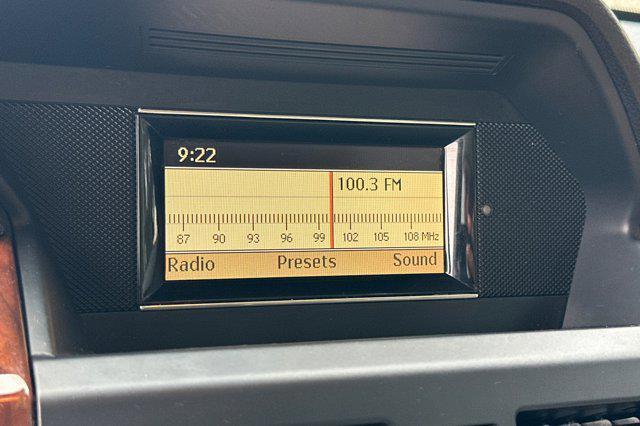 9:22
100.3 FM
87 90 93 96 99 102 105 108 MHz
Radio Presets Sound